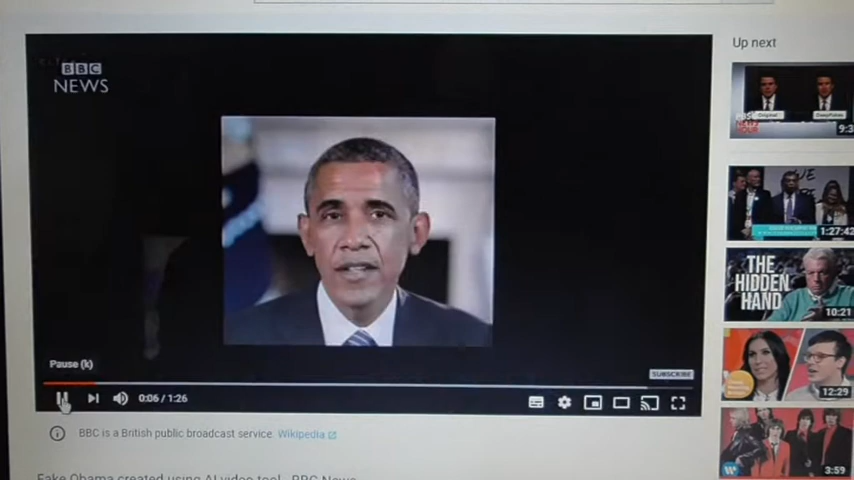 Up next
BBC
NEWS
Original
DeepFakes
9:3
1:27:42
THE
HIDDEN
HAND
10:21
Pause (k)
SUBSCRIBE
12:29
0:06 / 1:26
BBC is a British public broadcast service. Wikipedia
3:59
Fake Obama created using AI video tool - BBC News